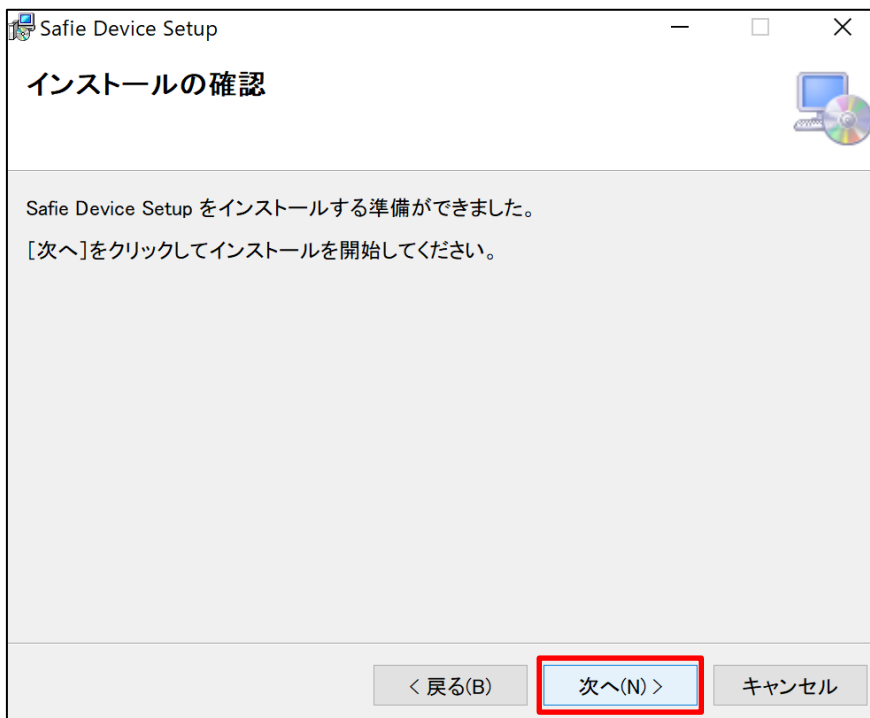 Safie Device Setup
インストールの確認
Safie Device Setup をインストールする準備ができました。
[次へ]をクリックしてインストールを開始してください。
< 戻る(B)
次へ(N) >
キャンセル